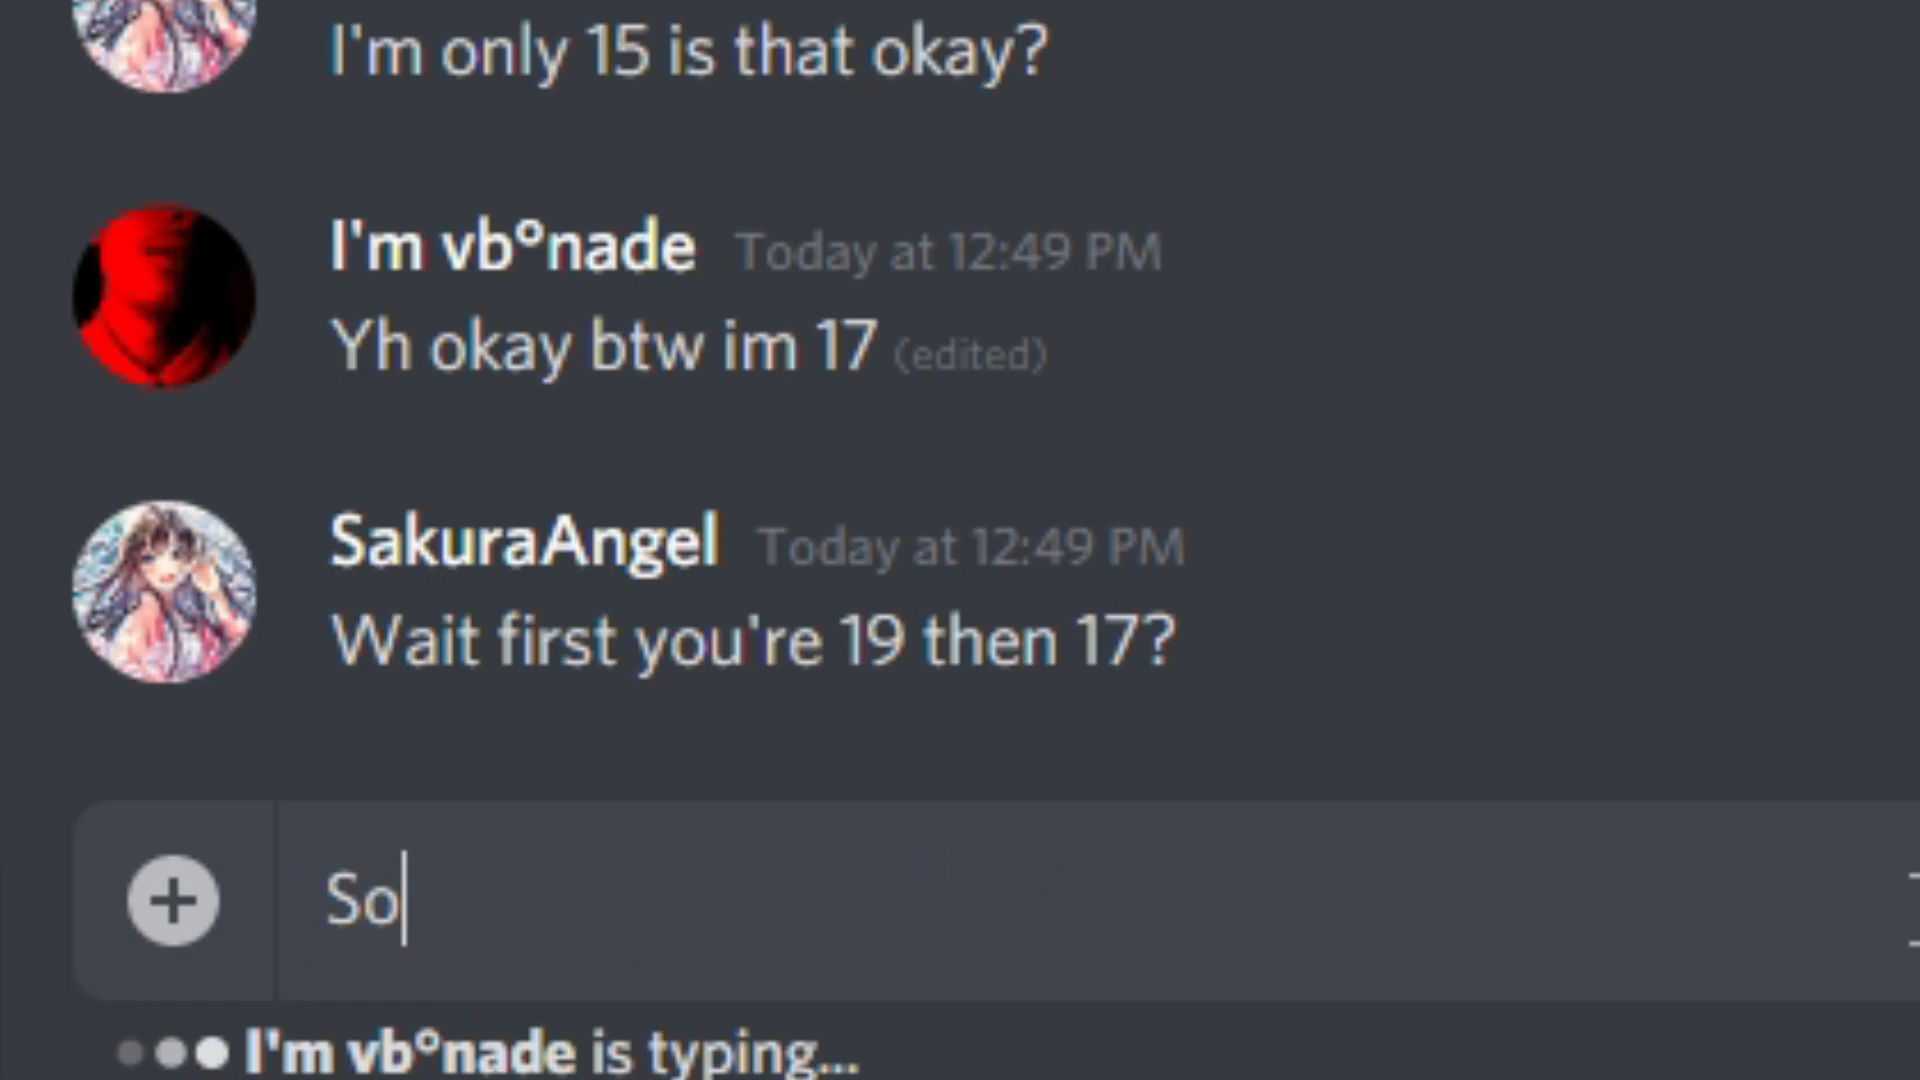 I'm only 15 is that okay?
I'm vb°nade Today at 12:49 PM
Yh okay btw im 17 (edited)
SakuraAngel Today at 12:49 PM
Wait first you're 19 then 17?
So
I'm vb°nade is typing...